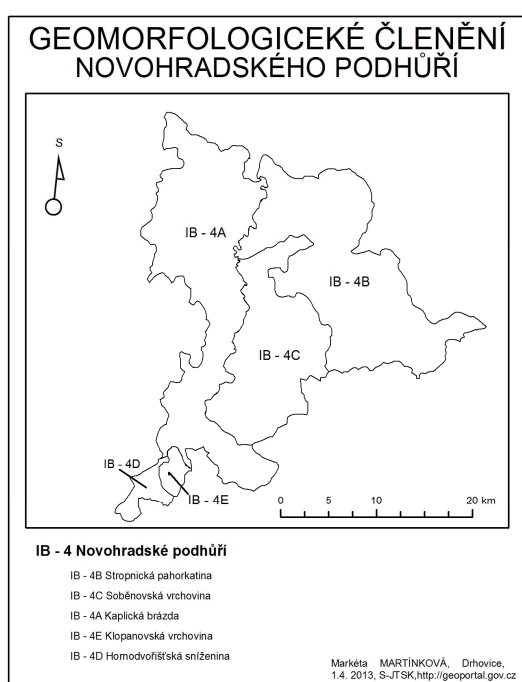 GEOMORFOLOGICEKÉ ČLENĚNÍ
NOVOHRADSKÉHO PODHŮŘÍ
S
IB - 4A
IB - 4B
IB - 4C
IB - 4D
IB - 4E
0 5 10 20 km
IB - 4 Novohradské podhůří
IB - 4B Stropnická pahorkatina
IB - 4C Soběnovská vrchovina
IB - 4A Kaplická brázda
IB - 4E Klopanovská vrchovina
IB - 4D Hornodvořišťská sníženina
Markéta MARTÍNKOVÁ, Drhovice,
1.4. 2013, S-JTSK,http://geoportal.gov.cz